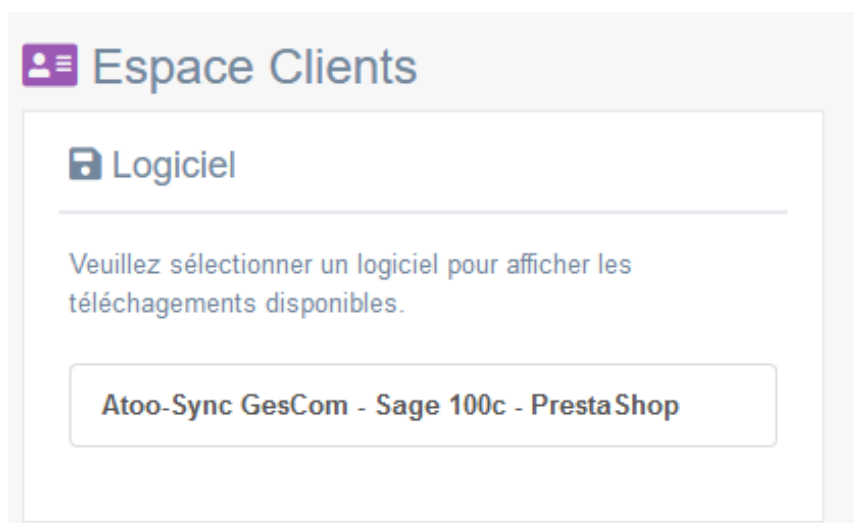 Espace Clients
Logiciel
Veuillez sélectionner un logiciel pour afficher les
téléchagements disponibles.
Atoo-Sync GesCom - Sage 100c - PrestaShop